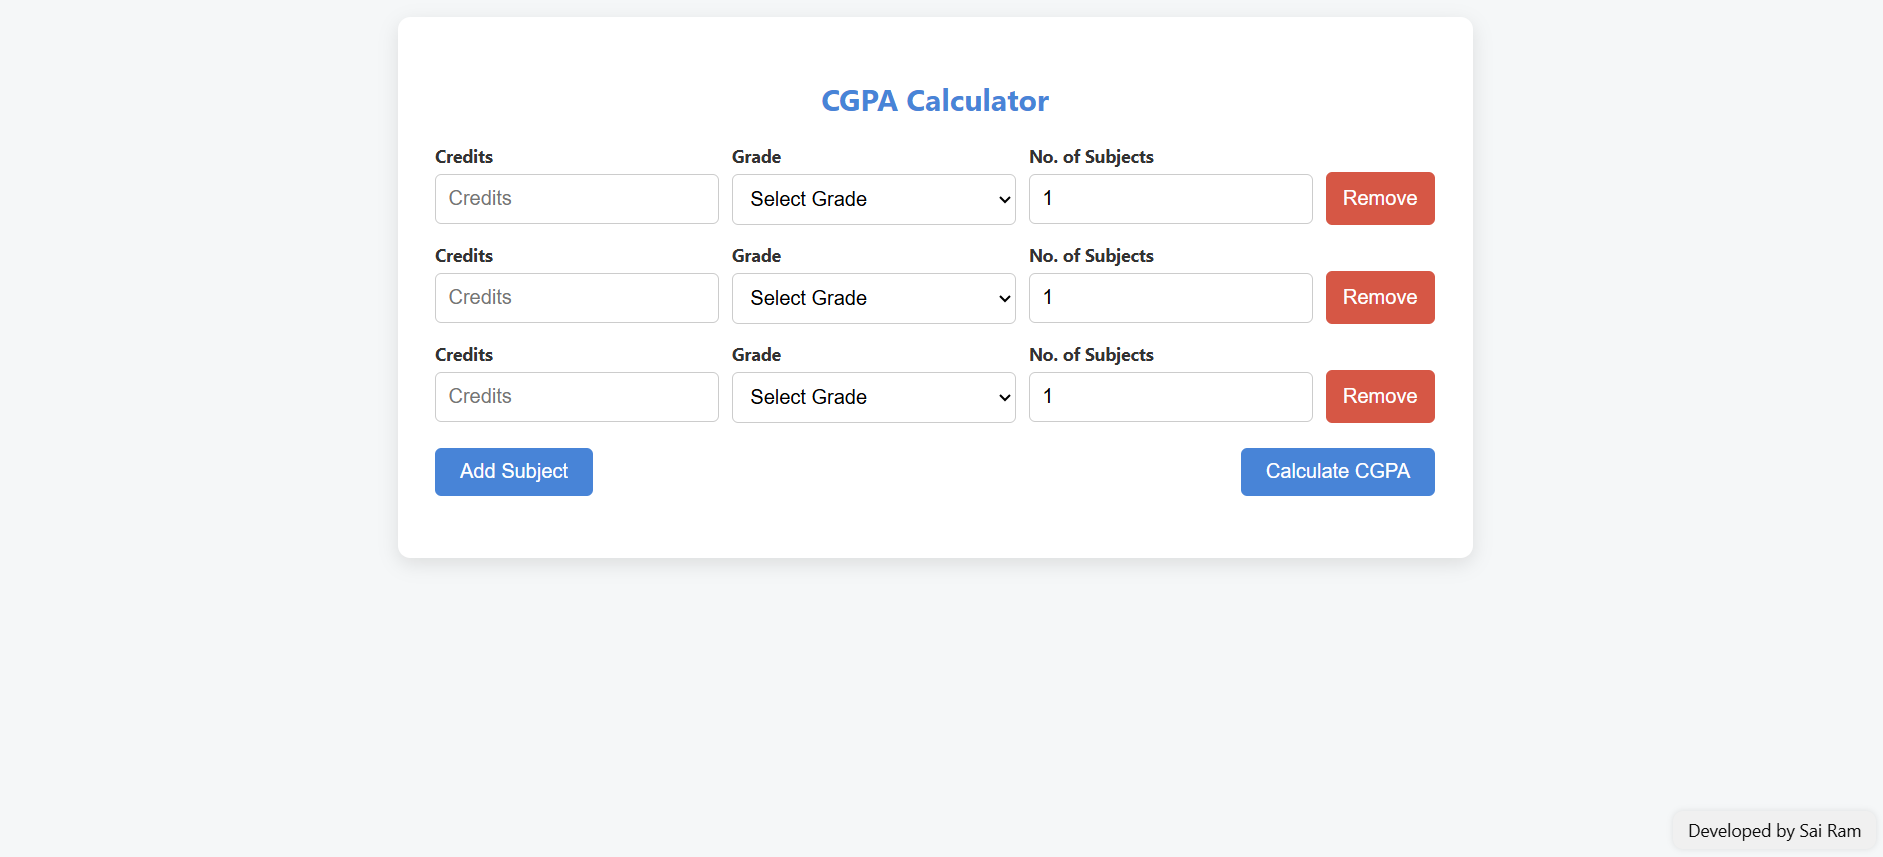 CGPA Calculator
Credits Grade No. of Subjects
Credits Select Grade 1 Remove
Credits Grade No. of Subjects
Credits Select Grade 1 Remove
Credits Grade No. of Subjects
Credits Select Grade 1 Remove
Add Subject Calculate CGPA
Developed by Sai Ram